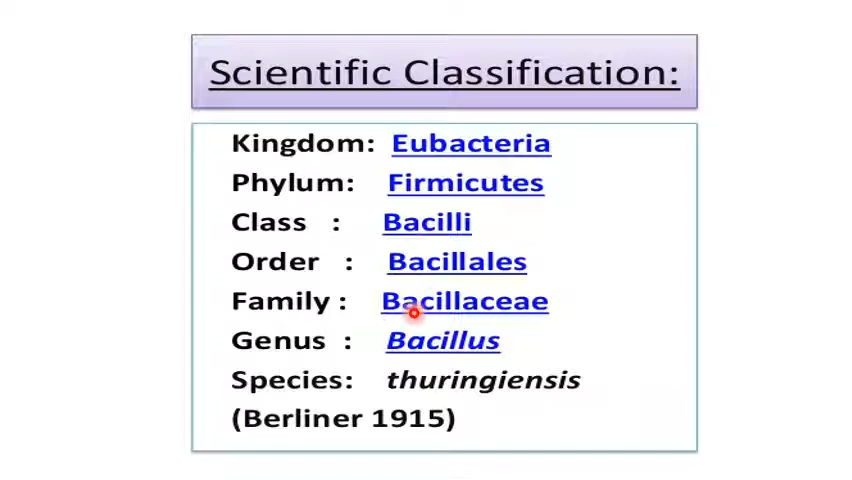 Scientific Classification:
Kingdom: Eubacteria
Phylum: Firmicutes
Class : Bacilli
Order : Bacillales
Family : Bacillaceae
Genus : Bacillus
Species: thuringiensis
(Berliner 1915)